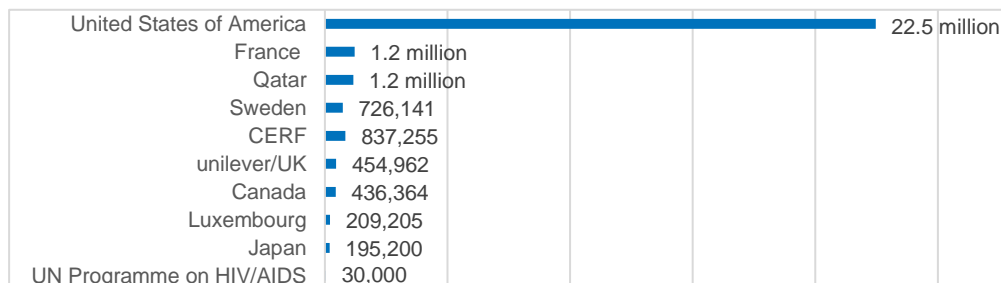 United States of America 22.5 million
France 1.2 million
Qatar 1.2 million
Sweden 726,141
CERF 837,255
unilever/UK 454,962
Canada 436,364
Luxembourg 209,205
Japan 195,200
UN Programme on HIV/AIDS 30,000